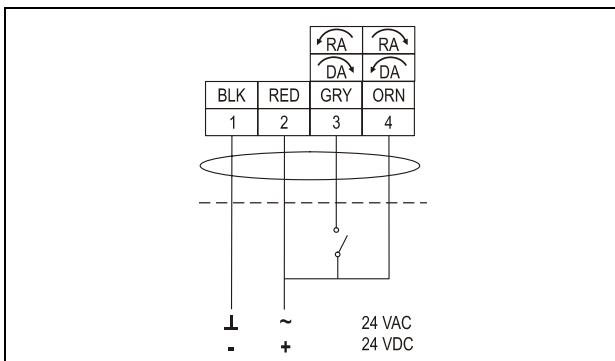 RA RA
DA DA
BLK RED GRY ORN
1 2 3 4
⊥ ~ 24 VAC
- + 24 VDC